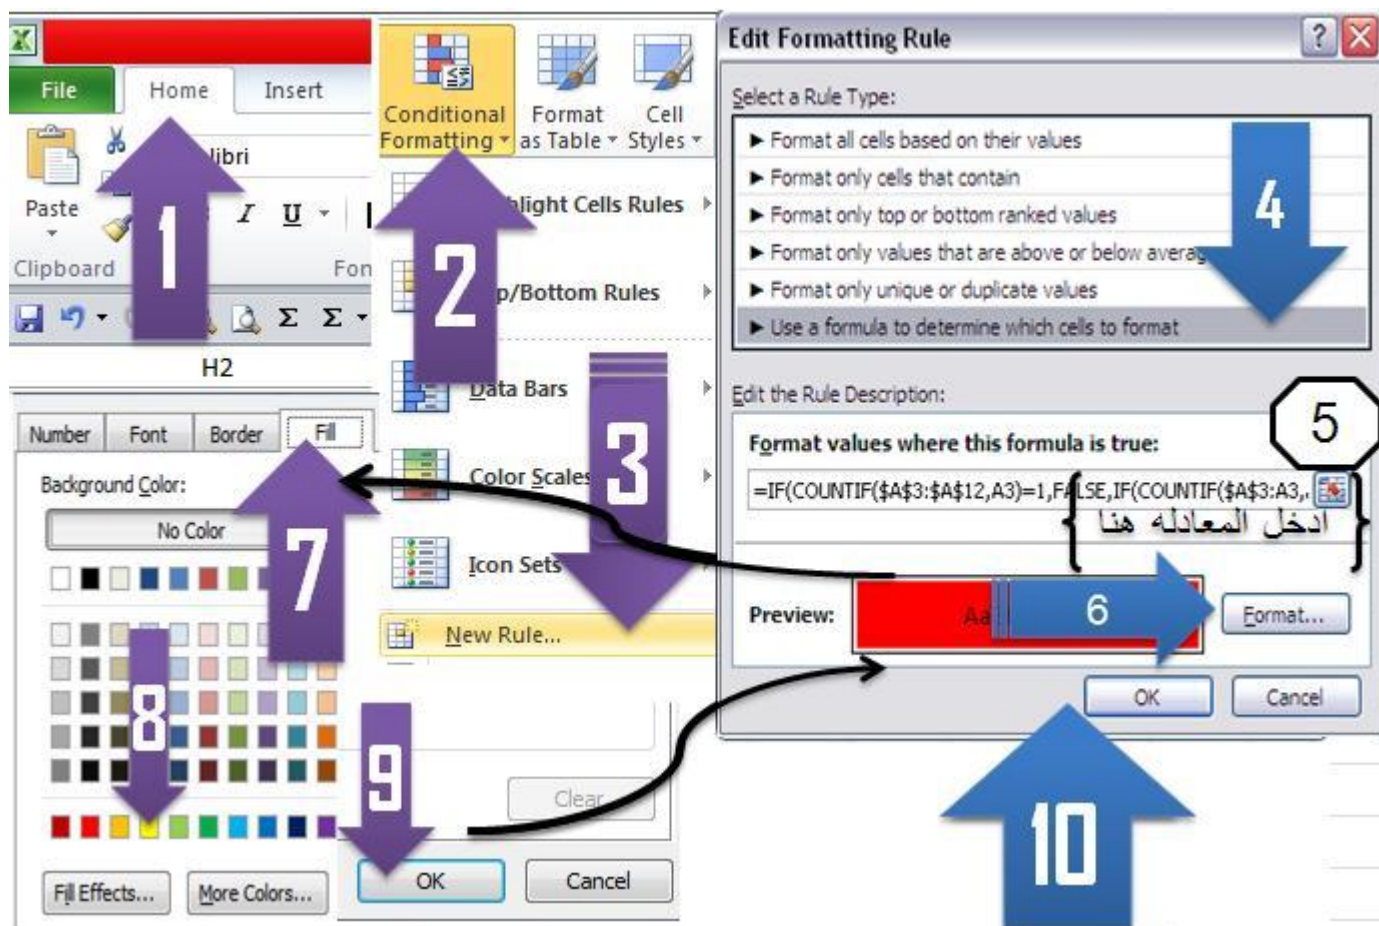 File Home Insert
1
I U
Paste
Clipboard
Σ Σ
H2
Conditional Formatting
Format as Table
Cell Styles
2
Rules
/Bottom Rules
Data Bars
3
Color Scales
Icon Sets
New Rule...
Edit Formatting Rule
?
Select a Rule Type:
► Format all cells based on their values
► Format only cells that contain
► Format only top or bottom ranked values
► Format only values that are above or below
► Format only unique or duplicate values
► Use a formula to determine which cells to format
4
Edit the Rule Description:
5
Format values where this formula is true:
=IF(COUNTIF($A$3:$A$12,A3)=1,FALSE,IF(COUNTIF($A$3:A3,
ادخل المعادله هنا
Preview:
6
Format...
OK Cancel
10
Number Font Border Fill
Background Color:
No Color
7
8
Fill Effects... More Colors...
9
Clear
OK Cancel